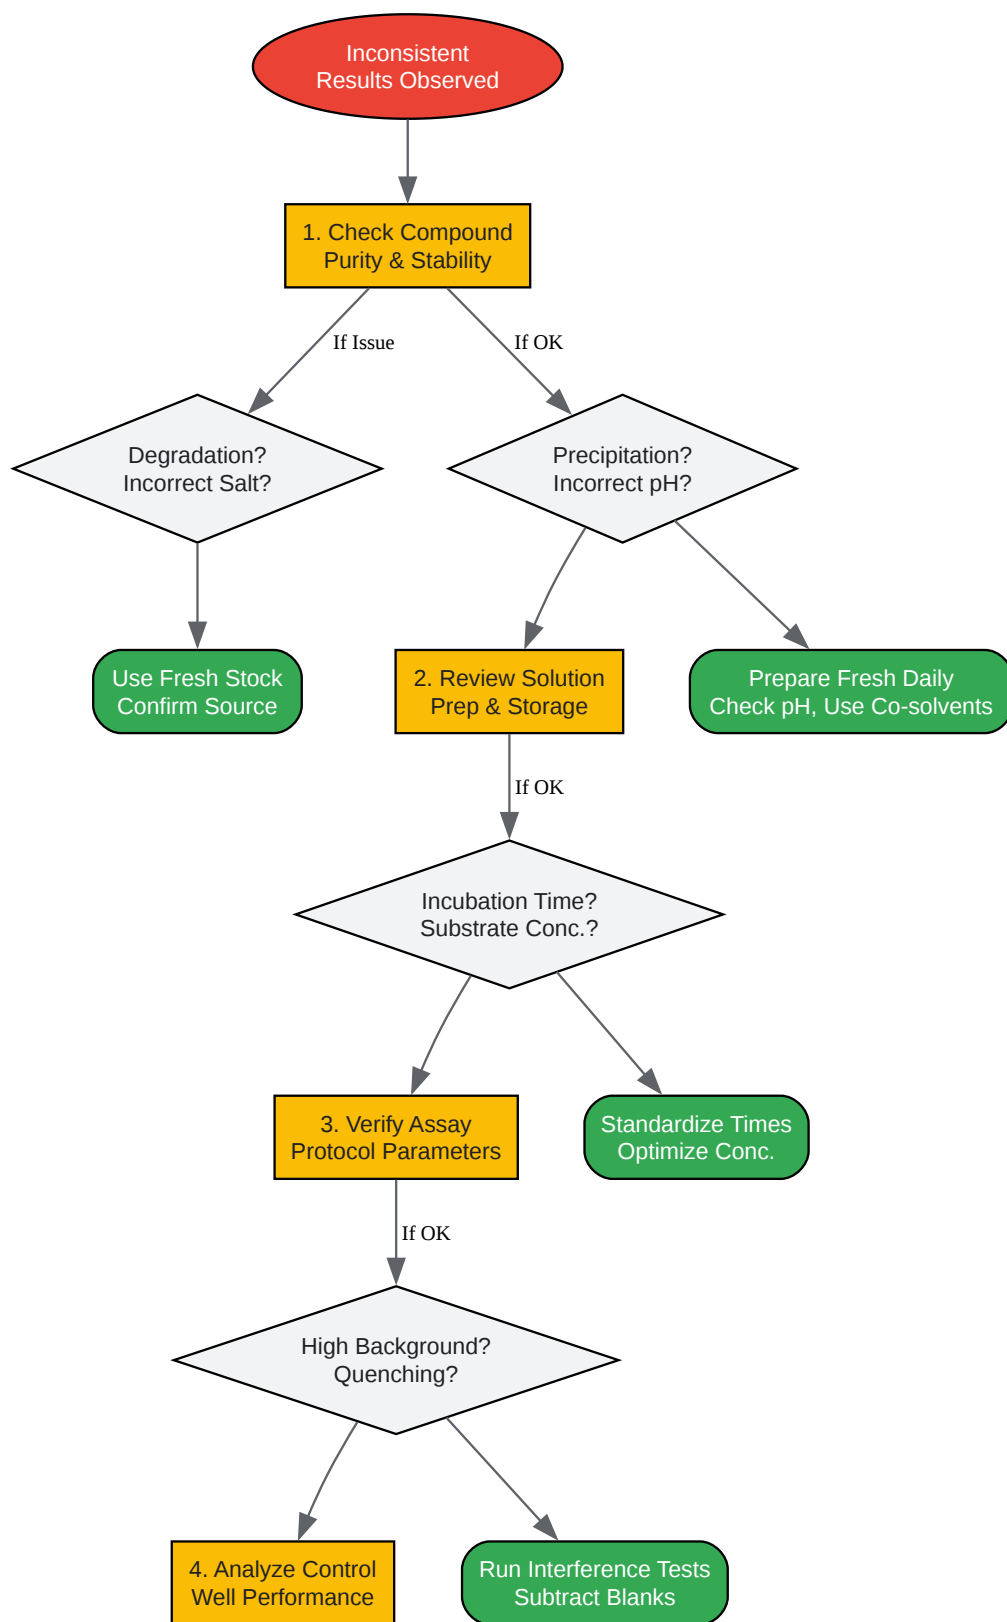 Inconsistent
Results Observed
1. Check Compound
Purity & Stability
If Issue
If OK
Degradation?
Incorrect Salt?
Precipitation?
Incorrect pH?
Use Fresh Stock
Confirm Source
2. Review Solution
Prep & Storage
Prepare Fresh Daily
Check pH, Use Co-solvents
If OK
Incubation Time?
Substrate Conc.?
3. Verify Assay
Protocol Parameters
Standardize Times
Optimize Conc.
If OK
High Background?
Quenching?
4. Analyze Control
Well Performance
Run Interference Tests
Subtract Blanks